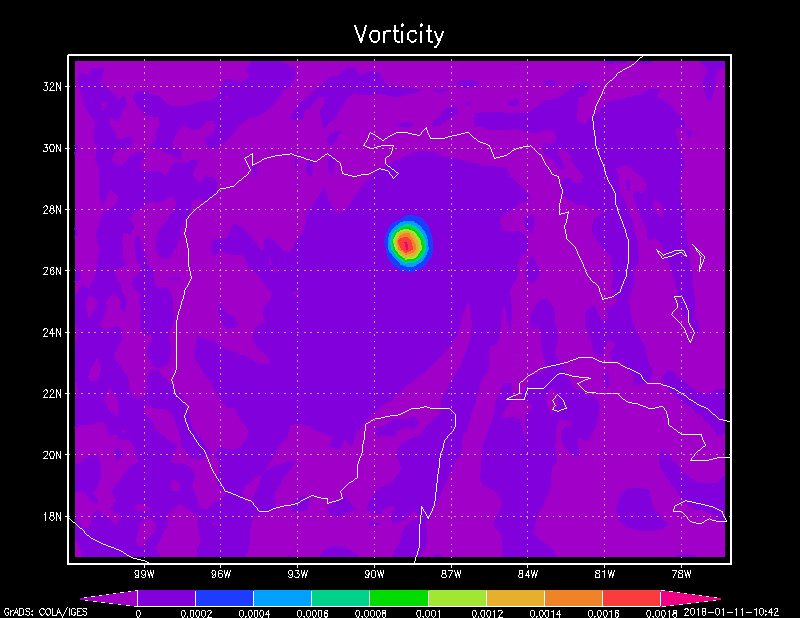 Vorticity
32N
30N
28N
26N
24N
22N
20N
18N
99W 96W 93W 90W 87W 84W 81W 78W
0 0.0002 0.0004 0.0006 0.0008 0.001 0.0012 0.0014 0.0016 0.0018
GrADS: COLA/IGES 2018-01-11-10:42